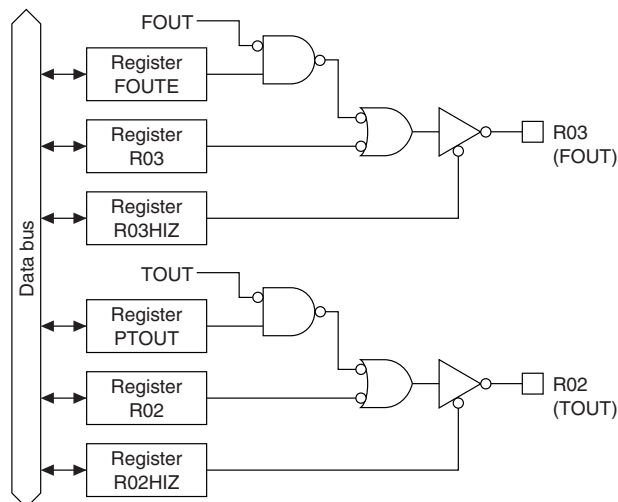 FOUT
Register
FOUTE
Register
R03
R03
(FOUT)
Register
R03HIZ
Data bus
TOUT
Register
PTOUT
Register
R02
R02
(TOUT)
Register
R02HIZ